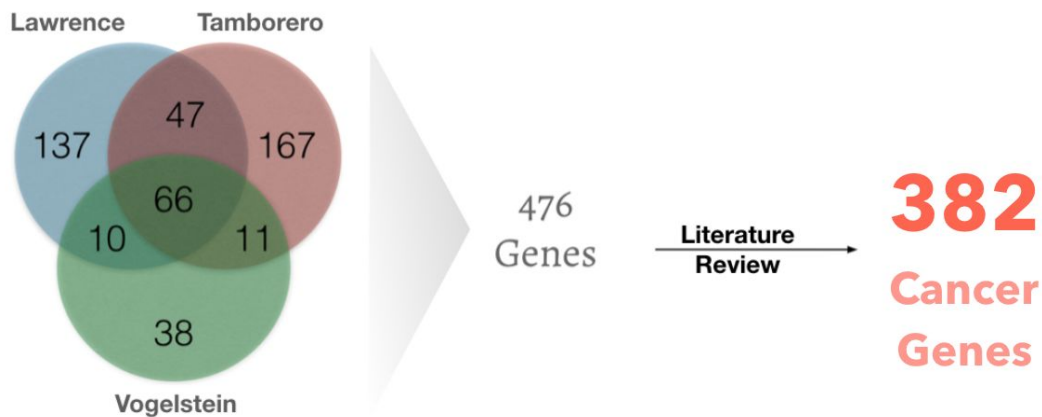 Lawrence
Tamborero
47
137
167
66
10
11
38
Vogelstein
476
Genes
Literature
Review
382
Cancer
Genes